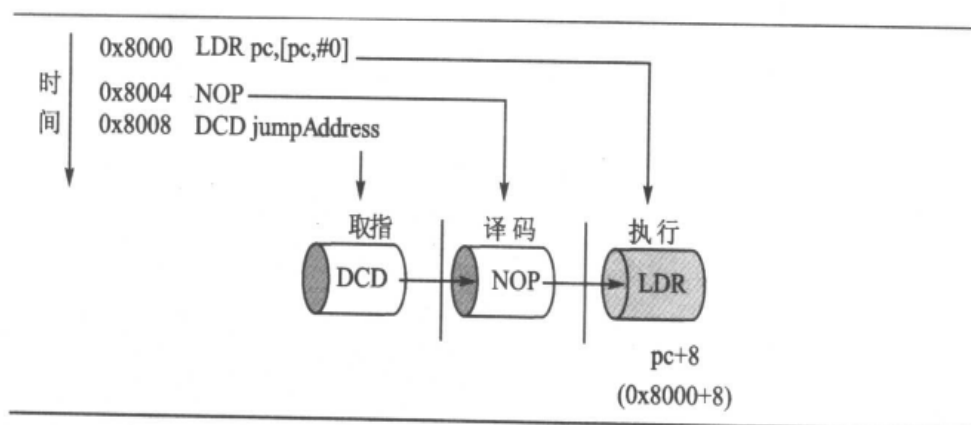 时间
0x8000 LDR pc,[pc,#0]
0x8004 NOP
0x8008 DCD jumpAddress
取指 译码 执行
DCD NOP LDR
pc+8
(0x8000+8)